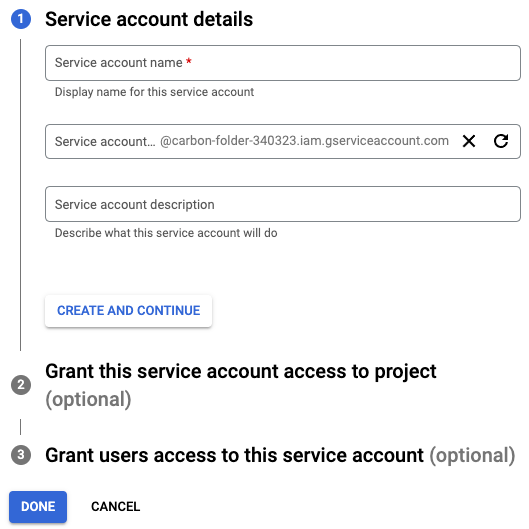 1 Service account details
Service account name *
Display name for this service account
Service account... @carbon-folder-340323.iam.gserviceaccount.com
Service account description
Describe what this service account will do
CREATE AND CONTINUE
2 Grant this service account access to project
(optional)
3 Grant users access to this service account (optional)
DONE CANCEL